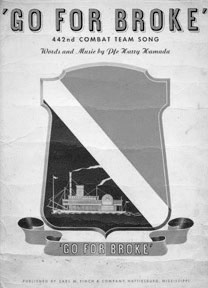 'GO FOR BROKE'
442nd COMBAT TEAM SONG
Words and Music by Pfc Harry Hamada
"GO FOR BROKE"
PUBLISHED BY EARL M. FINCH & COMPANY HATTIESBURG, MISSISSIPPI